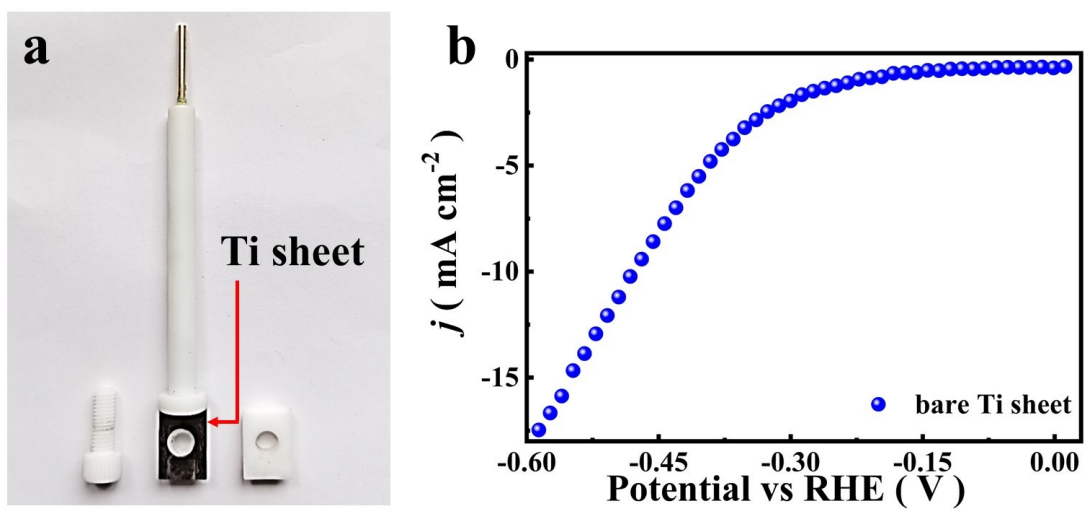 a
Ti sheet
b
0
-5
-10
-15
j ( mA cm-2 )
bare Ti sheet
-0.60
-0.45
-0.30
-0.15
0.00
Potential vs RHE ( V )